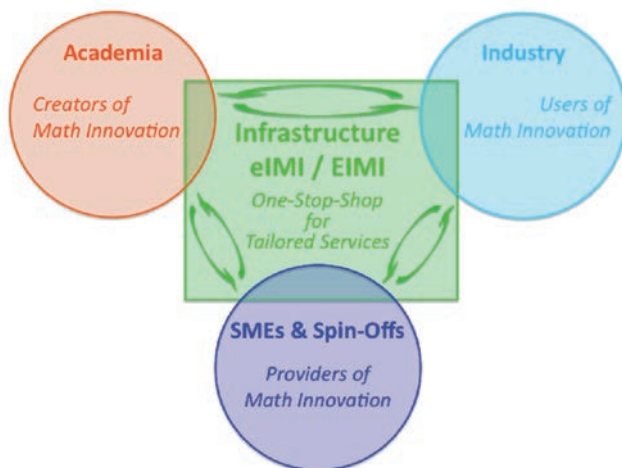 Academia
Creators of
Math Innovation
Industry
Users of
Math Innovation
Infrastructure
eIMI / EIMI
One-Stop-Shop
for
Tailored Services
SMEs & Spin-Offs
Providers of
Math Innovation